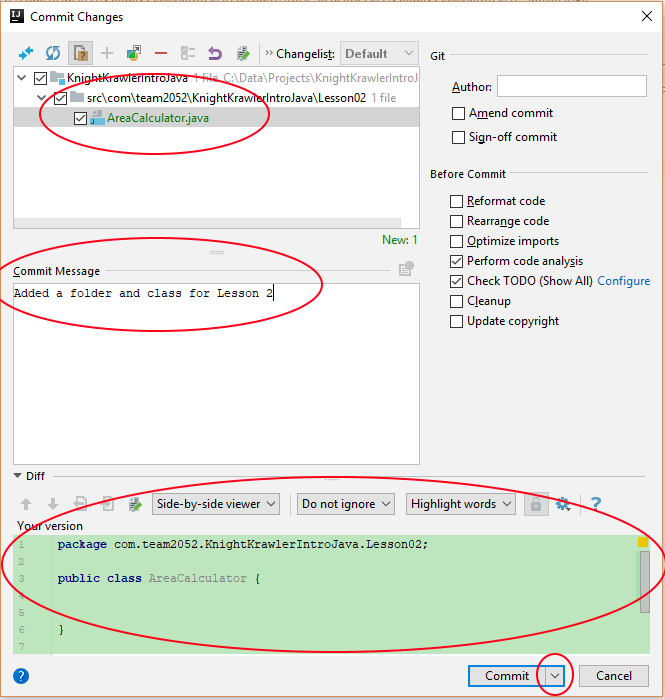 Commit Changes
Changelist: Default
KnightKrawlerIntroJava 1 file C:\Data\Projects\KnightKrawlerIntroJ
src\com\team2052\KnightKrawlerIntroJava\Lesson02 1 file
AreaCalculator.java
New: 1
Commit Message
Added a folder and class for Lesson 2
Git
Author:
Amend commit
Sign-off commit
Before Commit
Reformat code
Rearrange code
Optimize imports
Perform code analysis
Check TODO (Show All) Configure
Cleanup
Update copyright
Diff
Side-by-side viewer Do not ignore Highlight words ?
Your version
1 package com.team2052.KnightKrawlerIntroJava.Lesson02;
2
3 public class AreaCalculator {
4
5
6 }
7
? Commit Cancel